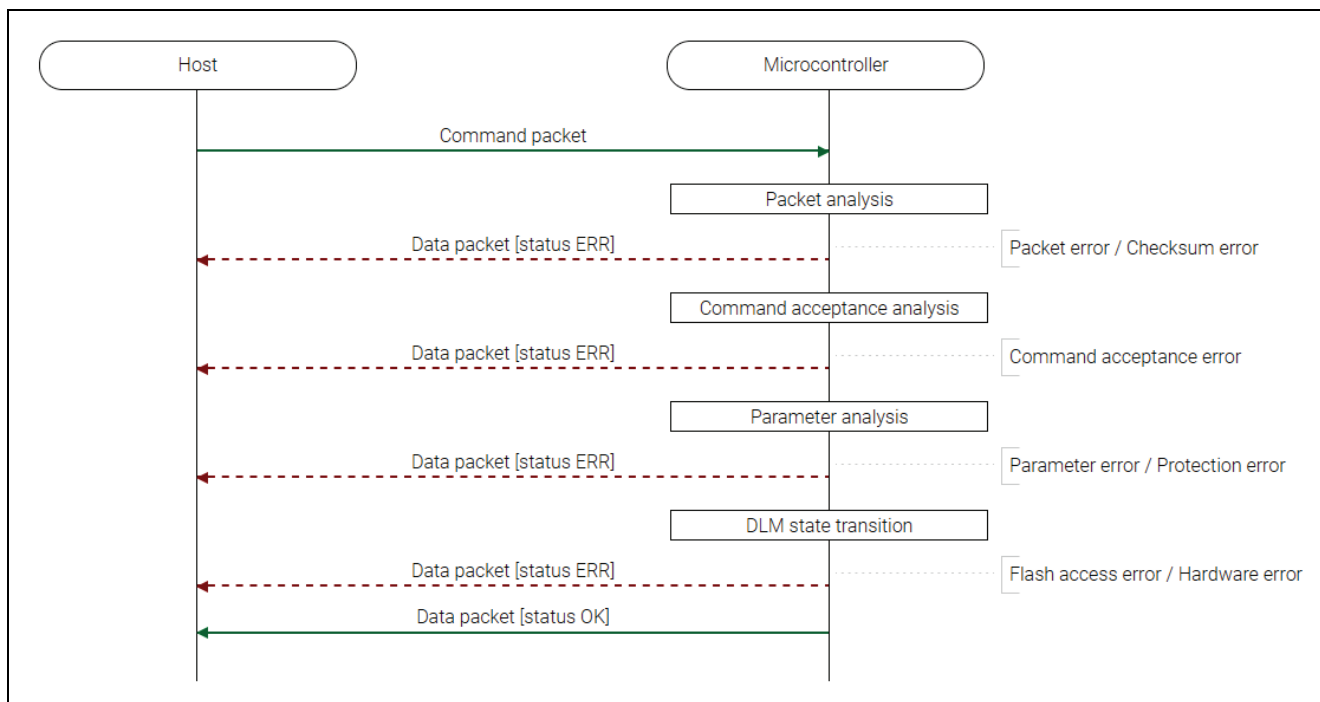 Host
Microcontroller
Command packet
Packet analysis
Data packet [status ERR]
Packet error / Checksum error
Command acceptance analysis
Data packet [status ERR]
Command acceptance error
Parameter analysis
Data packet [status ERR]
Parameter error / Protection error
DLM state transition
Data packet [status ERR]
Flash access error / Hardware error
Data packet [status OK]